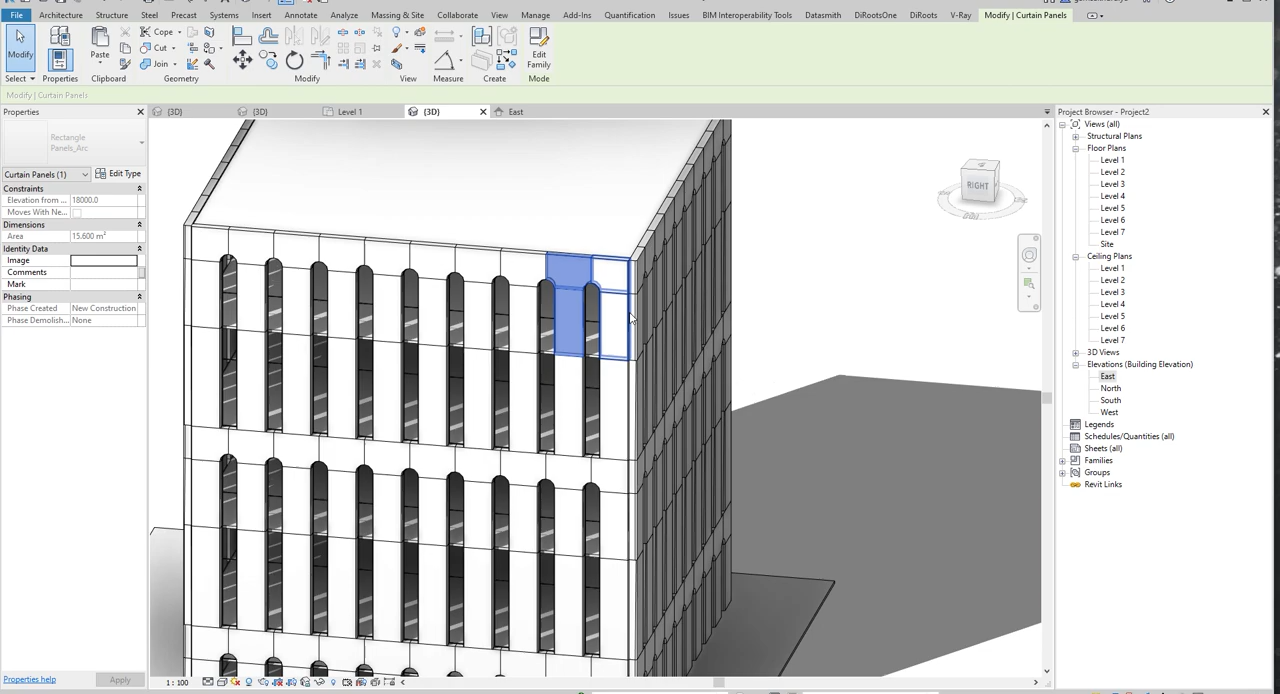 File Architecture Structure Steel Precast Systems Insert Annotate Analyze Massing & Site Collaborate View Manage Add-Ins Quantification Issues BIM Interoperability Tools Datasmith DiRootsOne DiRoots V-Ray Modify | Curtain Panels
Modify
Properties
Paste
Cope
Cut
Join
Edit Family
Select Properties Clipboard Geometry Modify View Measure Create Mode
Modify | Curtain Panels
Properties
{3D} {3D} Level 1 {3D} East
Project Browser - Project2
Rectangle
Panels_Arc
Curtain Panels (1) Edit Type
Constraints
Elevation from ... 18000.0
Moves With Ne...
Dimensions
Area 15.600 m²
Identity Data
Image
Comments
Mark
Phasing
Phase Created New Construction
Phase Demolish... None
Properties help Apply
RIGHT
1 : 100
Views (all)
Structural Plans
Floor Plans
Level 1
Level 2
Level 3
Level 4
Level 5
Level 6
Level 7
Site
Ceiling Plans
Level 1
Level 2
Level 3
Level 4
Level 5
Level 6
Level 7
3D Views
Elevations (Building Elevation)
East
North
South
West
Legends
Schedules/Quantities (all)
Sheets (all)
Families
Groups
Revit Links